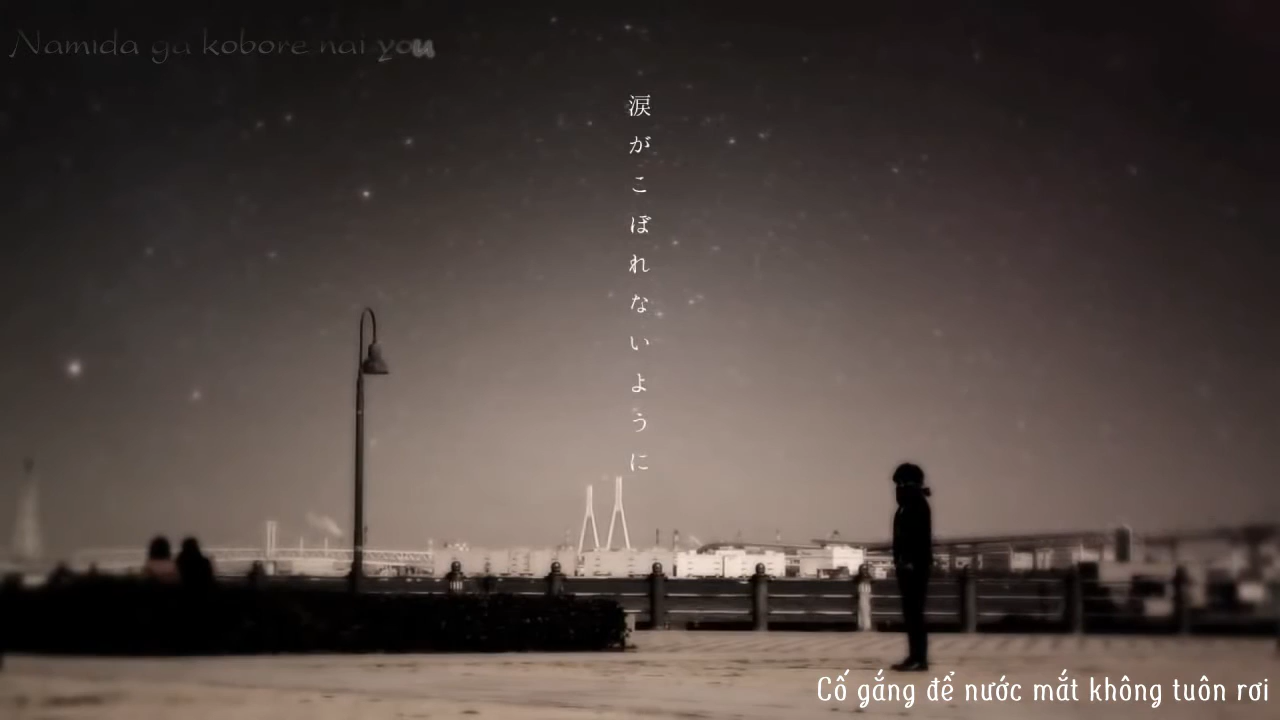 Namida ga kobore nai you
涙がこぼれないように
Cố gắng để nước mắt không tuôn rơi